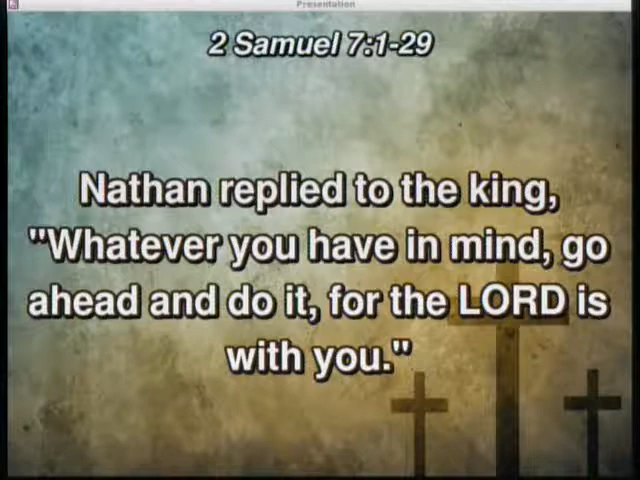 Presentation
2 Samuel 7:1-29
Nathan replied to the king,
"Whatever you have in mind, go
ahead and do it, for the LORD is
with you."